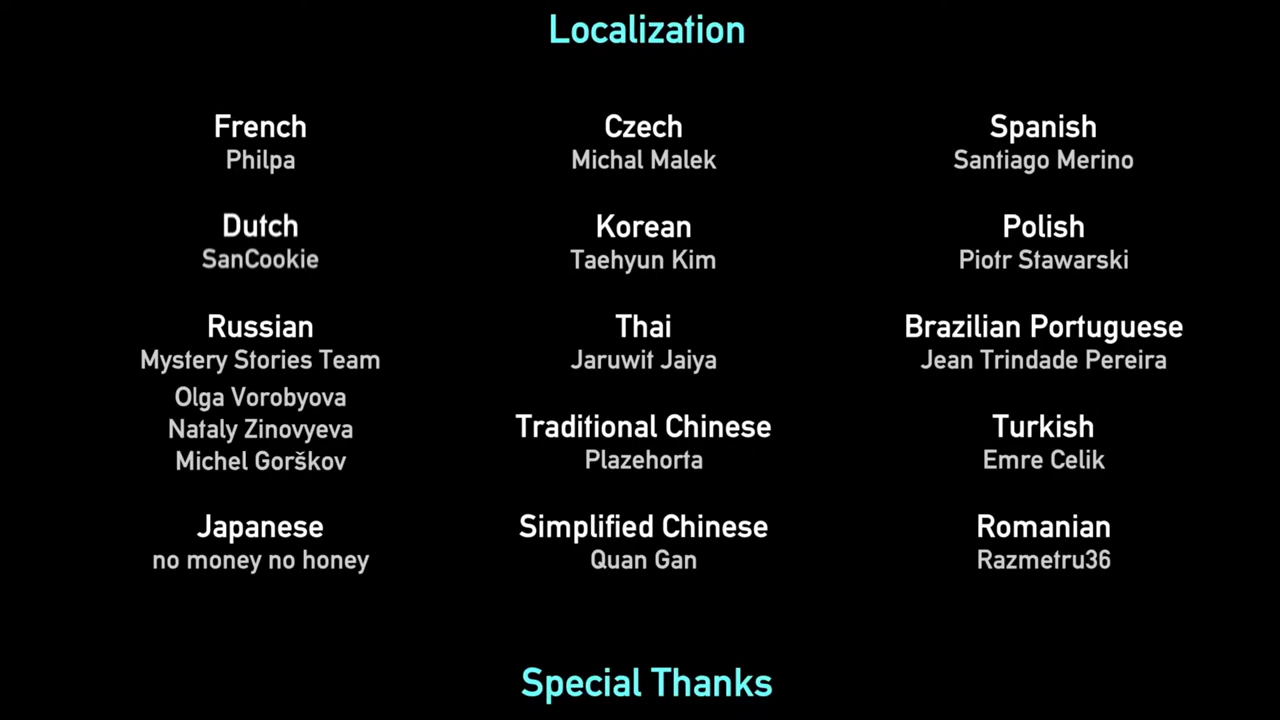 Localization
French
Philpa
Czech
Michal Malek
Spanish
Santiago Merino
Dutch
SanCookie
Korean
Taehyun Kim
Polish
Piotr Stawarski
Russian
Mystery Stories Team
Olga Vorobyova
Nataly Zinovyeva
Michel Gorškov
Thai
Jaruwit Jaiya
Brazilian Portuguese
Jean Trindade Pereira
Traditional Chinese
Plazehorta
Turkish
Emre Celik
Japanese
no money no honey
Simplified Chinese
Quan Gan
Romanian
Razmetru36
Special Thanks